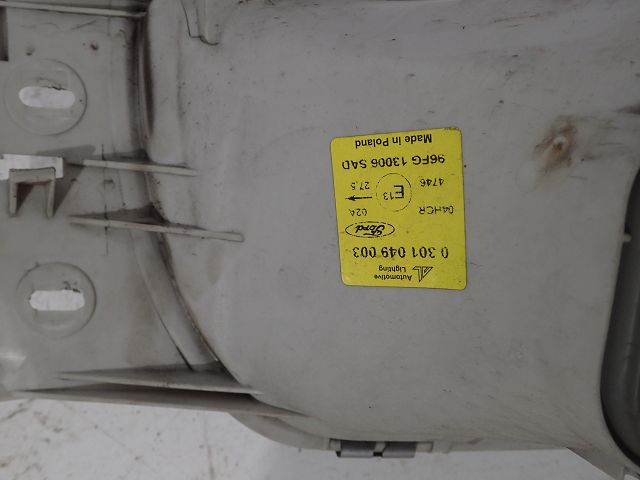 AL Automotive Lighting
0 301 049 003
Ford
04HCR 02A
4746 E13 27,5
96FG 13006 SAD
Made in Poland